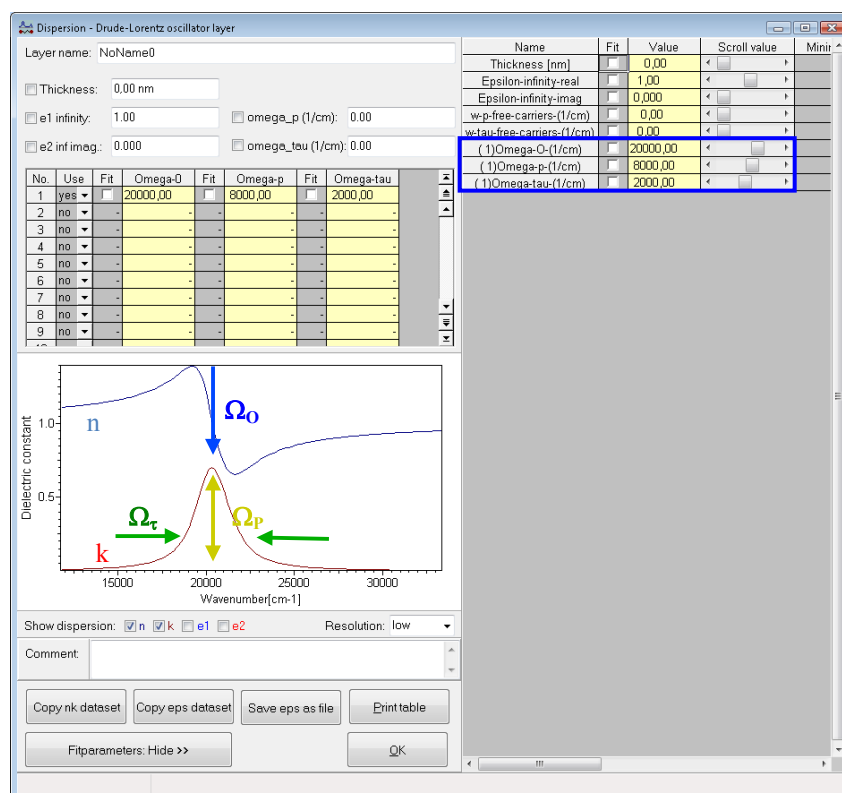 Dispersion - Drude-Lorentz oscillator layer
Layer name: NoName0
Thickness: 0,00 nm
e1 infinity: 1.00 omega_p (1/cm): 0.00
e2 inf imag.: 0.000 omega_tau (1/cm): 0.00
No. Use Fit Omega-0 Fit Omega-p Fit Omega-tau
1 yes 20000,00 8000,00 2000,00
2 no - - - - - -
3 no - - - - - -
4 no - - - - - -
5 no - - - - - -
6 no - - - - - -
7 no - - - - - -
8 no - - - - - -
9 no - - - - - -
Dielectric constant
1.0
0.5
n
Ω_O
Ω_τ
Ω_P
k
15000 20000 25000 30000
Wavenumber[cm-1]
Show dispersion: n k e1 e2 Resolution: low
Comment:
Copy nk dataset Copy eps dataset Save eps as file Print table
Fitparameters: Hide >> OK
Name Fit Value Scroll value Minir
Thickness [nm] 0,00
Epsilon-infinity-real 1,00
Epsilon-infinity-imag 0,000
w-p-free-carriers-(1/cm) 0,00
w-tau-free-carriers-(1/cm) 0,00
(1)Omega-O-(1/cm) 20000,00
(1)Omega-p-(1/cm) 8000,00
(1)Omega-tau-(1/cm) 2000,00